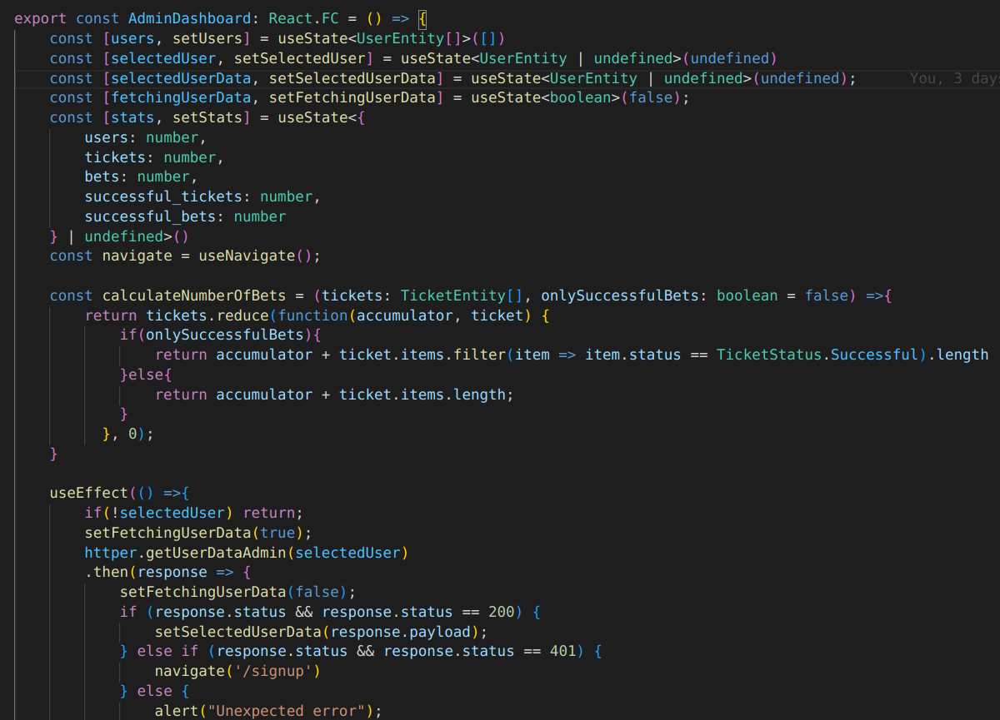 export const AdminDashboard: React.FC = () => {
    const [users, setUsers] = useState<UserEntity[]>([])
    const [selectedUser, setSelectedUser] = useState<UserEntity | undefined>(undefined)
    const [selectedUserData, setSelectedUserData] = useState<UserEntity | undefined>(undefined);      You, 3 days
    const [fetchingUserData, setFetchingUserData] = useState<boolean>(false);
    const [stats, setStats] = useState<{
        users: number,
        tickets: number,
        bets: number,
        successful_tickets: number,
        successful_bets: number
    } | undefined>()
    const navigate = useNavigate();

    const calculateNumberOfBets = (tickets: TicketEntity[], onlySuccessfulBets: boolean = false) =>{
        return tickets.reduce(function(accumulator, ticket) {
            if(onlySuccessfulBets){
                return accumulator + ticket.items.filter(item => item.status == TicketStatus.Successful).length
            }else{
                return accumulator + ticket.items.length;
            }
          }, 0);
    }

    useEffect(() =>{
        if(!selectedUser) return;
        setFetchingUserData(true);
        httper.getUserDataAdmin(selectedUser)
        .then(response => {
            setFetchingUserData(false);
            if (response.status && response.status == 200) {
                setSelectedUserData(response.payload);
            } else if (response.status && response.status == 401) {
                navigate('/signup')
            } else {
                alert("Unexpected error");